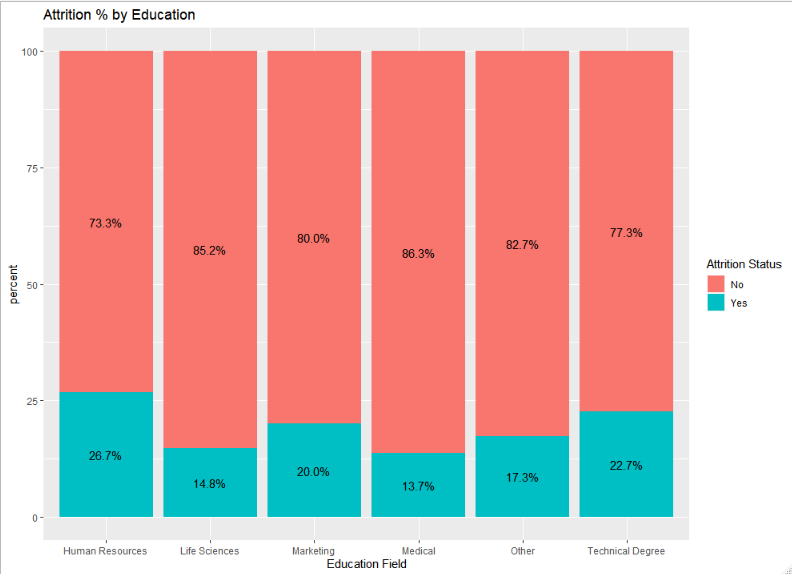 Attrition % by Education
100
75
50
25
0
percent
73.3%
85.2%
80.0%
86.3%
82.7%
77.3%
26.7%
14.8%
20.0%
13.7%
17.3%
22.7%
Human Resources
Life Sciences
Marketing
Medical
Other
Technical Degree
Education Field
Attrition Status
No
Yes